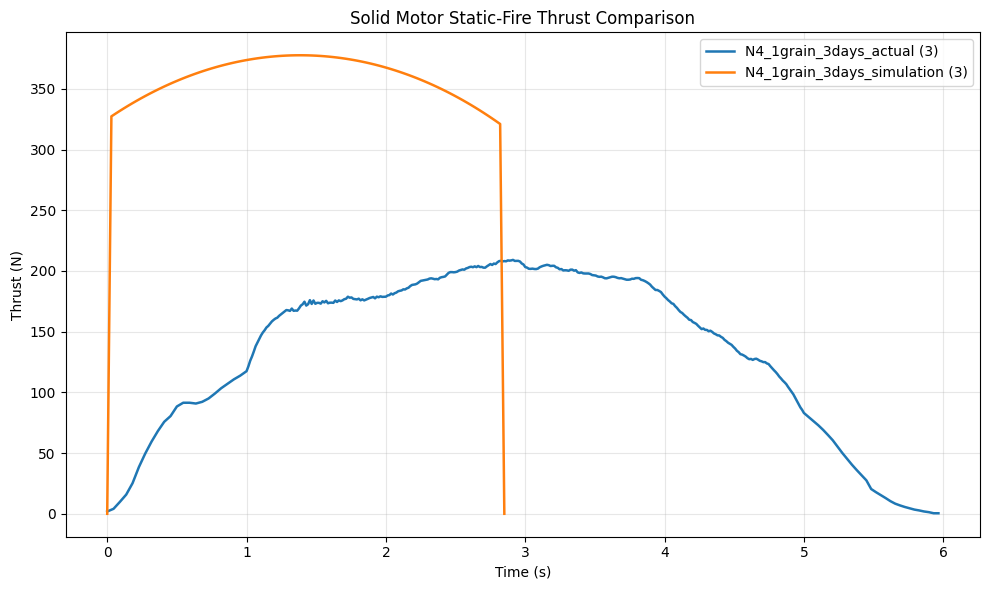 Solid Motor Static-Fire Thrust Comparison
N4_1grain_3days_actual (3)
N4_1grain_3days_simulation (3)
Thrust (N)
350
300
250
200
150
100
50
0
0 1 2 3 4 5 6
Time (s)